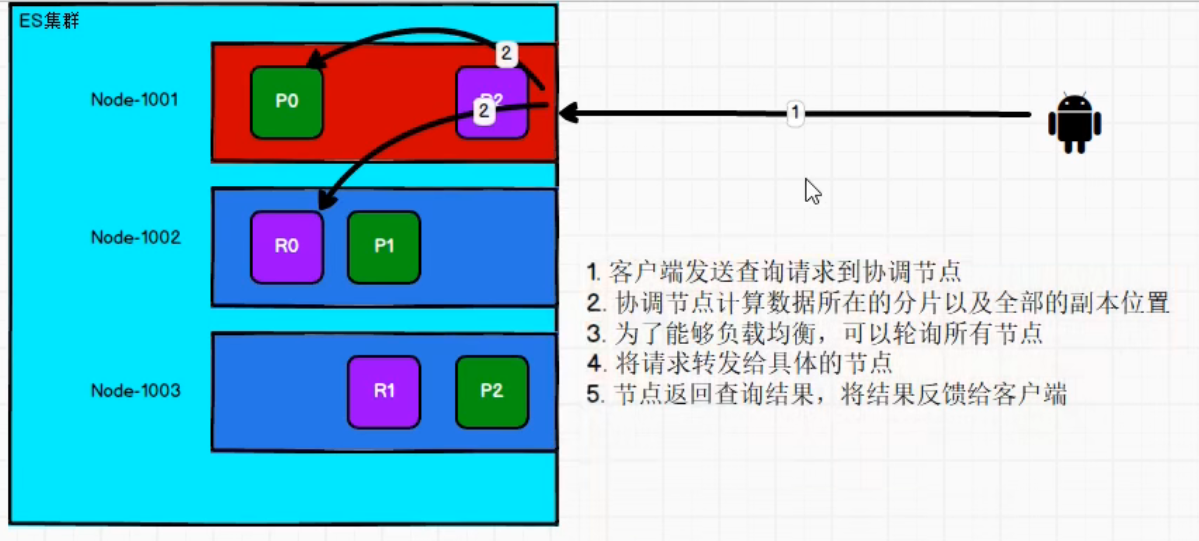 ES集群
Node-1001
P0
2
2
1
Node-1002
R0
P1
Node-1003
R1
P2
1. 客户端发送查询请求到协调节点
2. 协调节点计算数据所在的分片以及全部的副本位置
3. 为了能够负载均衡，可以轮询所有节点
4. 将请求转发给具体的节点
5. 节点返回查询结果，将结果反馈给客户端